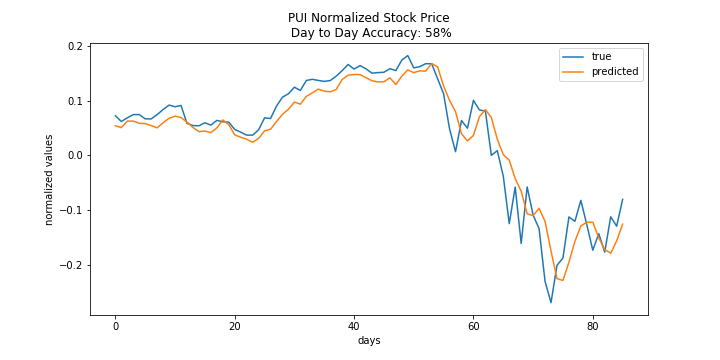 PUI Normalized Stock Price
Day to Day Accuracy: 58%
true
predicted
normalized values
0.2
0.1
0.0
−0.1
−0.2
0 20 40 60 80
days